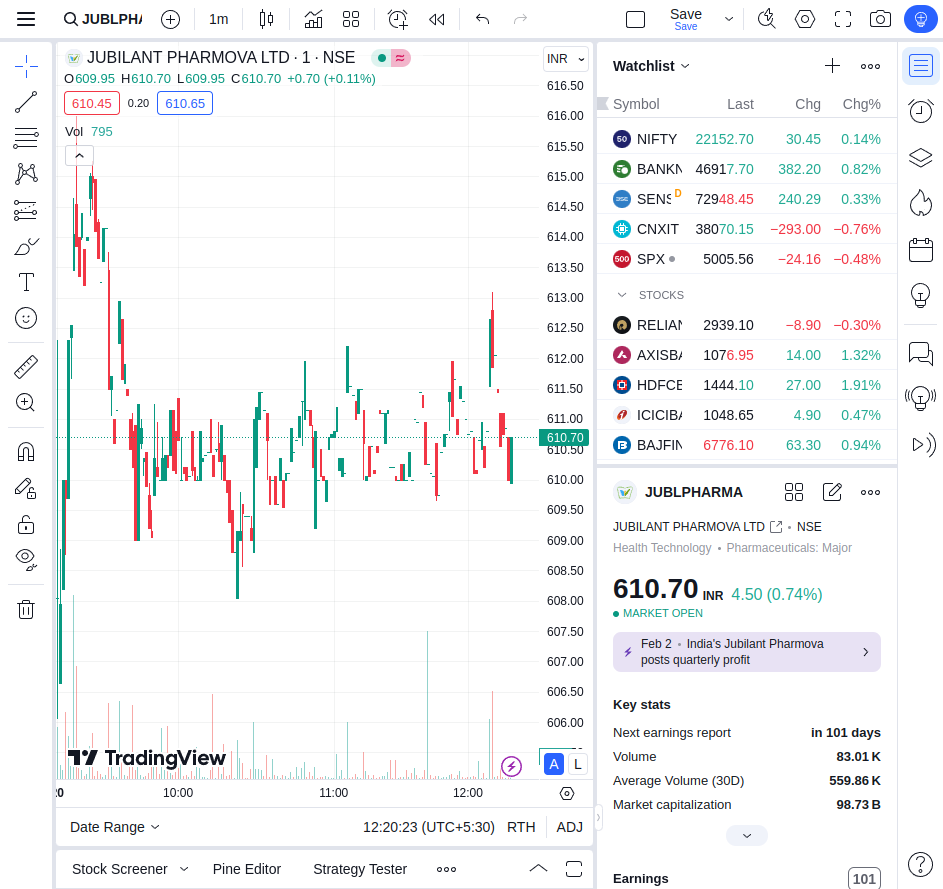 JUBLPHA 1m Save
Save
JUBILANT PHARMOVA LTD · 1 · NSE ≈ INR
O609.95 H610.70 L609.95 C610.70 +0.70 (+0.11%)
610.45 0.20 610.65
Vol 795
616.50
616.00
615.50
615.00
614.50
614.00
613.50
613.00
612.50
612.00
611.50
611.00
610.70
610.50
610.00
609.50
609.00
608.50
608.00
607.50
607.00
606.50
606.00
TradingView
A L
10:00 11:00 12:00
Date Range 12:20:23 (UTC+5:30) RTH ADJ
Stock Screener Pine Editor Strategy Tester
Watchlist
Symbol Last Chg Chg%
50 NIFTY 22152.70 30.45 0.14%
BANKN 46917.70 382.20 0.82%
SENS D 72948.45 240.29 0.33%
CNXIT 38070.15 −293.00 −0.76%
500 SPX 5005.56 −24.16 −0.48%
STOCKS
RELIAN 2939.10 −8.90 −0.30%
AXISBA 1076.95 14.00 1.32%
HDFCB 1444.10 27.00 1.91%
ICICIBA 1048.65 4.90 0.47%
BAJFIN 6776.10 63.30 0.94%
JUBLPHARMA
JUBILANT PHARMOVA LTD • NSE
Health Technology • Pharmaceuticals: Major
610.70 INR 4.50 (0.74%)
MARKET OPEN
Feb 2 • India's Jubilant Pharmova
posts quarterly profit
Key stats
Next earnings report in 101 days
Volume 83.01 K
Average Volume (30D) 559.86 K
Market capitalization 98.73 B
Earnings 101